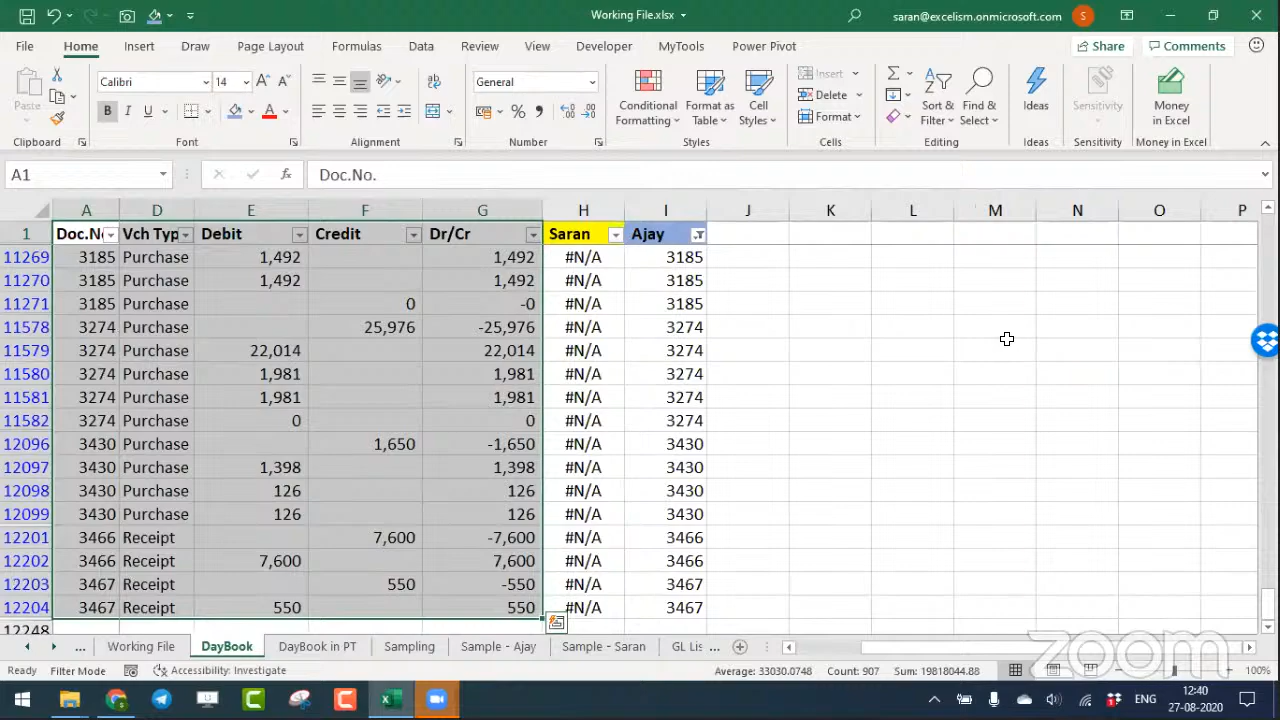 Working File.xlsx
saran@excelism.onmicrosoft.com S
File Home Insert Draw Page Layout Formulas Data Review View Developer MyTools Power Pivot Share Comments
Calibri 14 General Insert
Paste Conditional Formatting Format as Table Cell Styles Delete Format Sort & Filter Find & Select Ideas Sensitivity Money in Excel
Clipboard Font Alignment Number Styles Cells Editing Ideas Sensitivity Money in Excel
A1 Doc.No.
A D E F G H I J K L M N O P
1 Doc.No Vch Typ Debit Credit Dr/Cr Saran Ajay
11269 3185 Purchase 1,492 1,492 #N/A 3185
11270 3185 Purchase 1,492 1,492 #N/A 3185
11271 3185 Purchase 0 -0 #N/A 3185
11578 3274 Purchase 25,976 -25,976 #N/A 3274
11579 3274 Purchase 22,014 22,014 #N/A 3274
11580 3274 Purchase 1,981 1,981 #N/A 3274
11581 3274 Purchase 1,981 1,981 #N/A 3274
11582 3274 Purchase 0 0 #N/A 3274
12096 3430 Purchase 1,650 -1,650 #N/A 3430
12097 3430 Purchase 1,398 1,398 #N/A 3430
12098 3430 Purchase 126 126 #N/A 3430
12099 3430 Purchase 126 126 #N/A 3430
12201 3466 Receipt 7,600 -7,600 #N/A 3466
12202 3466 Receipt 7,600 7,600 #N/A 3466
12203 3467 Receipt 550 -550 #N/A 3467
12204 3467 Receipt 550 550 #N/A 3467
12248
... Working File DayBook DayBook in PT Sampling Sample - Ajay Sample - Saran GL Lis ...
Ready Filter Mode Accessibility: Investigate Average: 33030.0748 Count: 907 Sum: 19818044.88 100%
zoom
ENG 12:40
27-08-2020